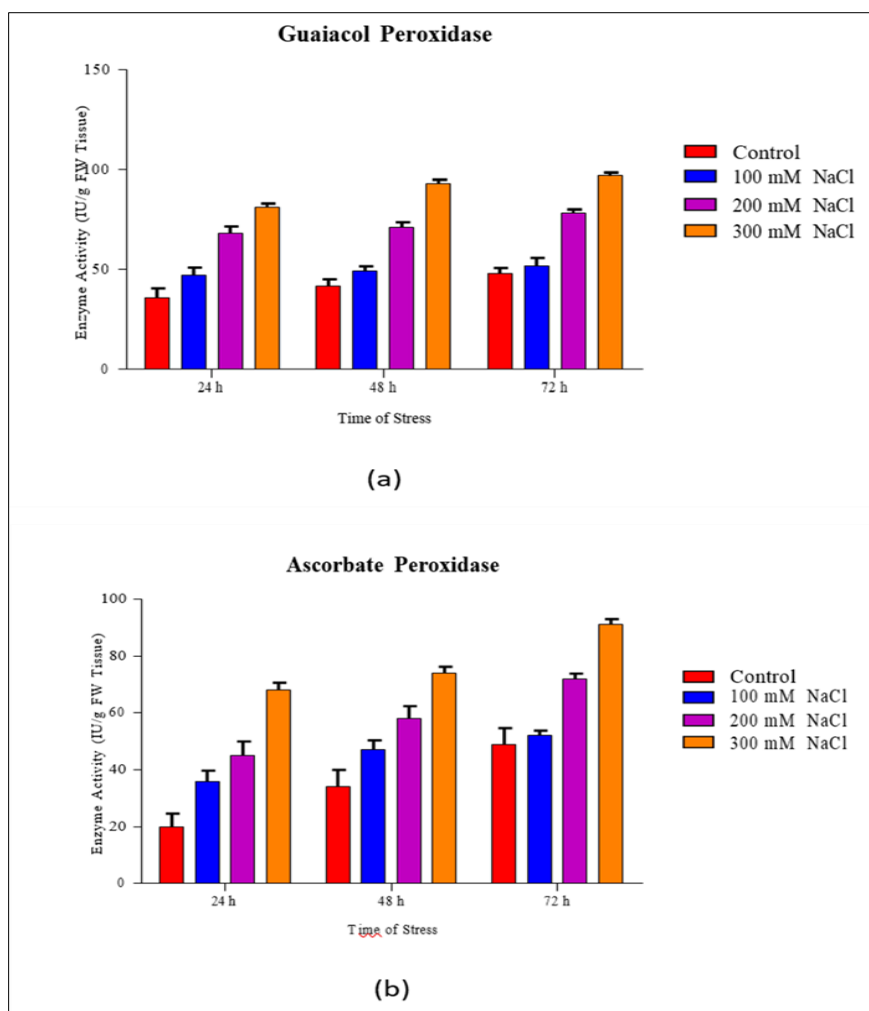 Guaiacol Peroxidase
150
100
50
0
Enzyme Activity (IU/g FW Tissue)
24 h
48 h
72 h
Time of Stress
Control
100 mM NaCl
200 mM NaCl
300 mM NaCl
(a)
Ascorbate Peroxidase
100
80
60
40
20
0
Enzyme Activity (IU/g FW Tissue)
24 h
48 h
72 h
Time of Stress
Control
100 mM NaCl
200 mM NaCl
300 mM NaCl
(b)